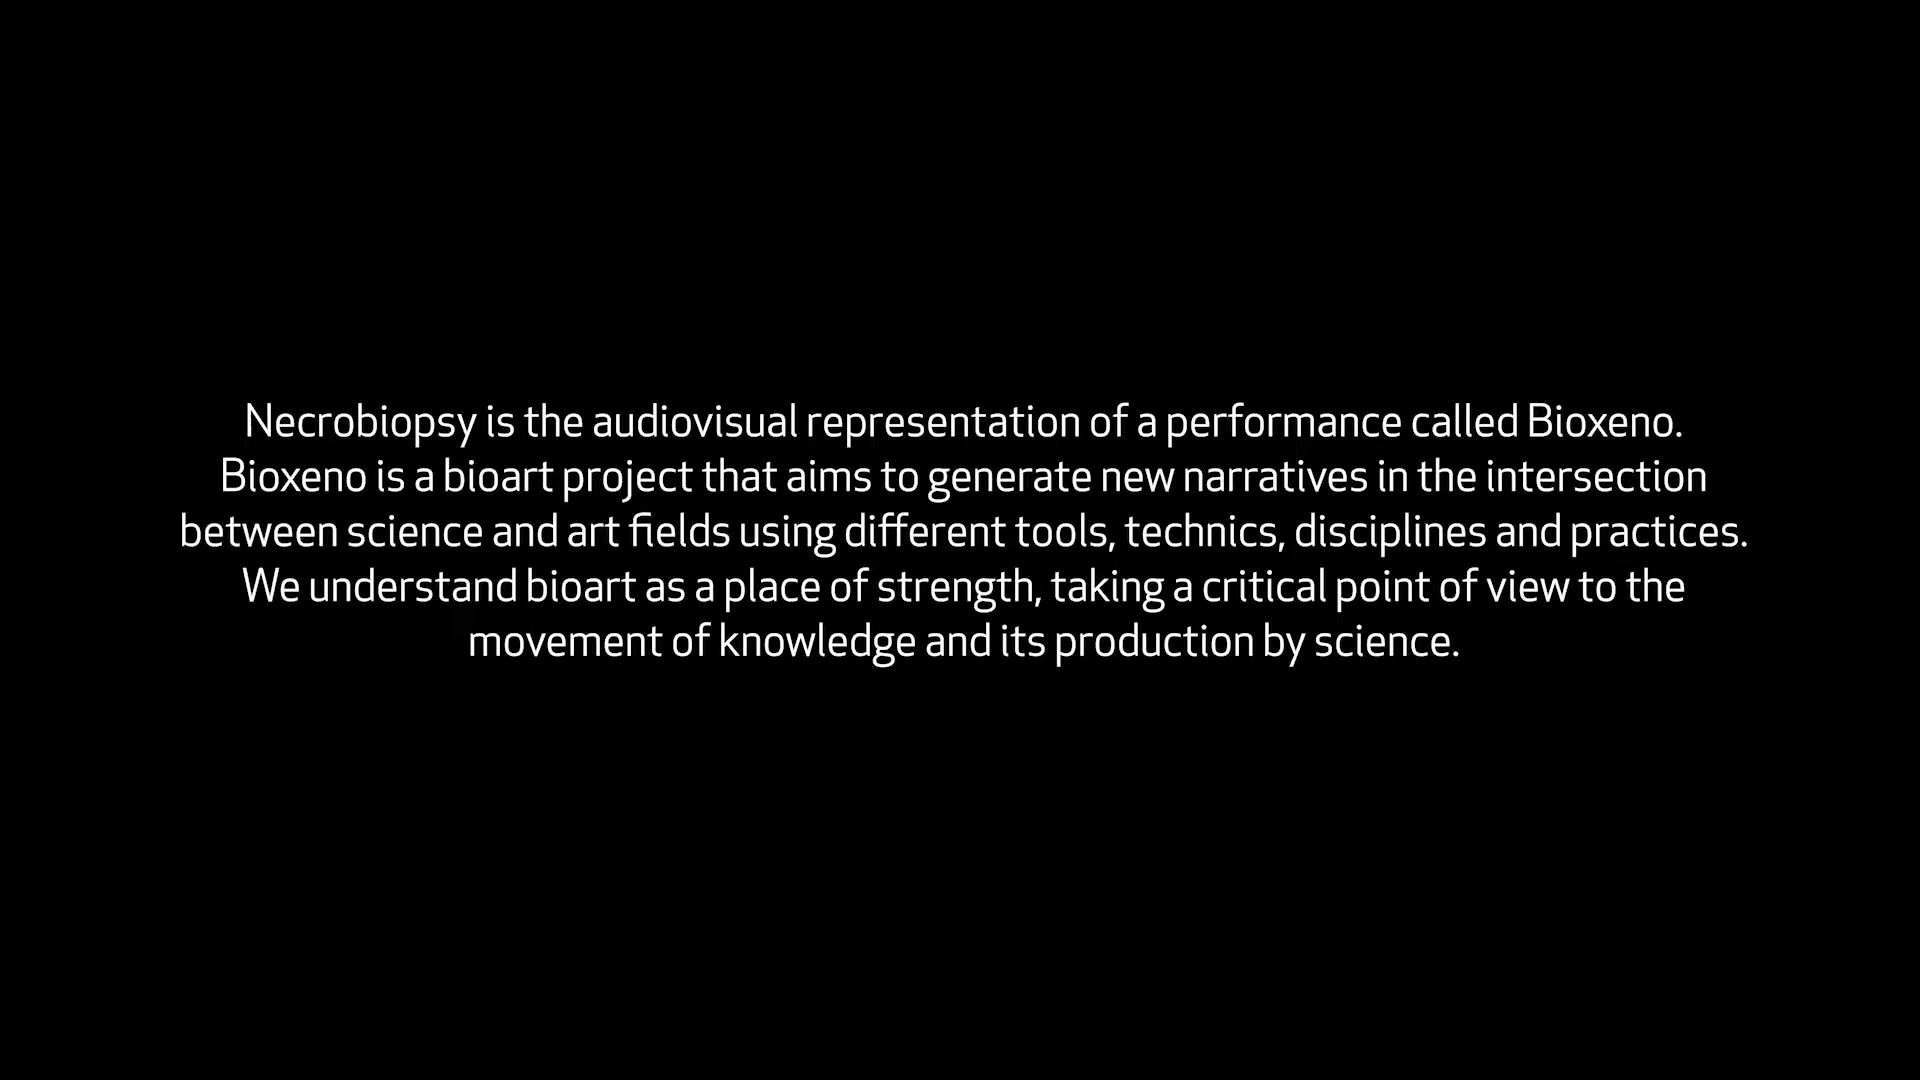 Necrobiopsy is the audiovisual representation of a performance called Bioxeno.
Bioxeno is a bioart project that aims to generate new narratives in the intersection
between science and art fields using different tools, technics, disciplines and practices.
We understand bioart as a place of strength, taking a critical point of view to the
movement of knowledge and its production by science.